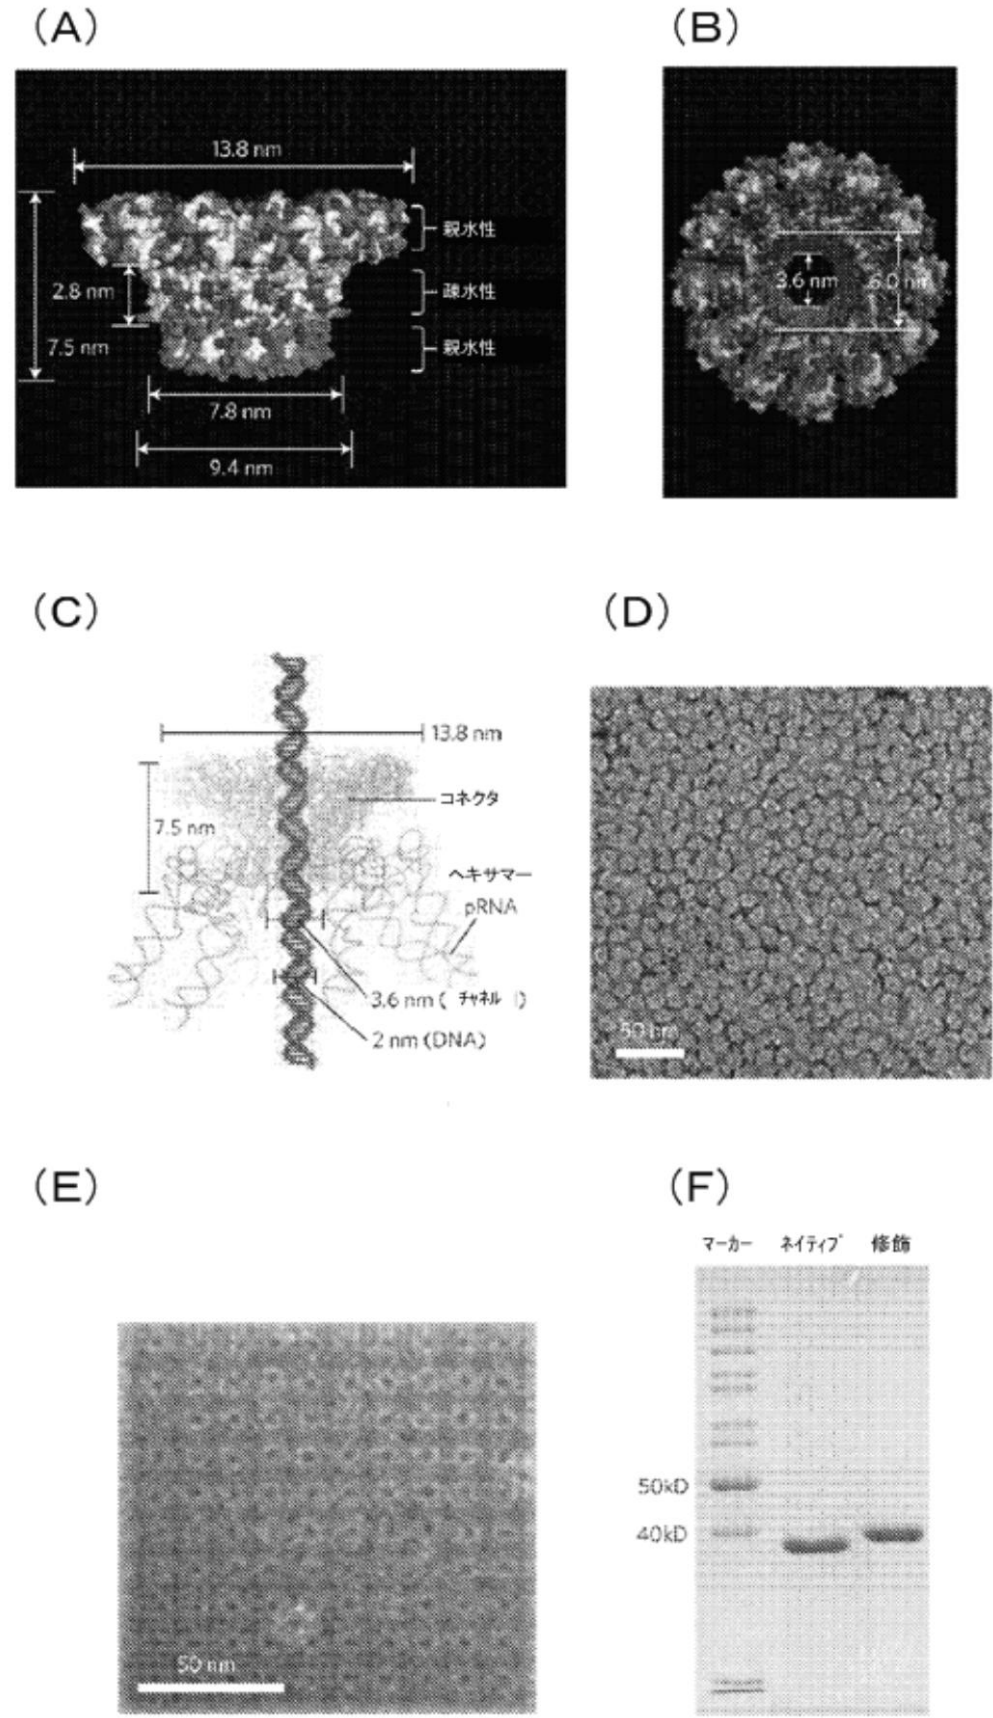 (A)
(B)
13.8 nm
親水性
2.8 nm
疎水性
7.5 nm
親水性
7.8 nm
9.4 nm
3.6 nm
6.0 nm
(C)
(D)
13.8 nm
コネクタ
7.5 nm
ヘキサマー
pRNA
3.6 nm ( チャネル )
2 nm (DNA)
50 nm
(E)
(F)
マーカー ネイティブ 修飾
50kD
40kD
50 nm